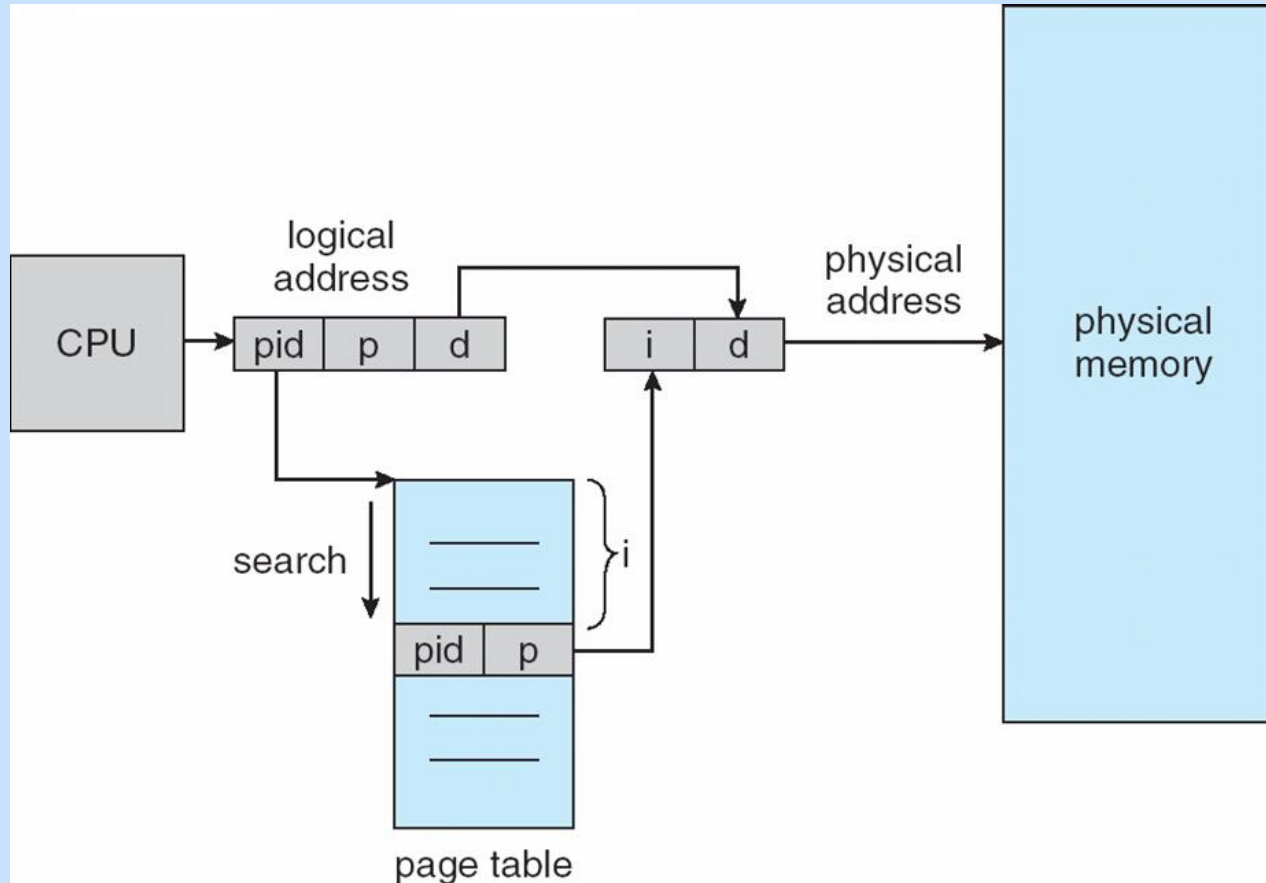 logical
address
physical
address
CPU
pid
p
d
i
d
physical
memory
search
i
pid
p
page table